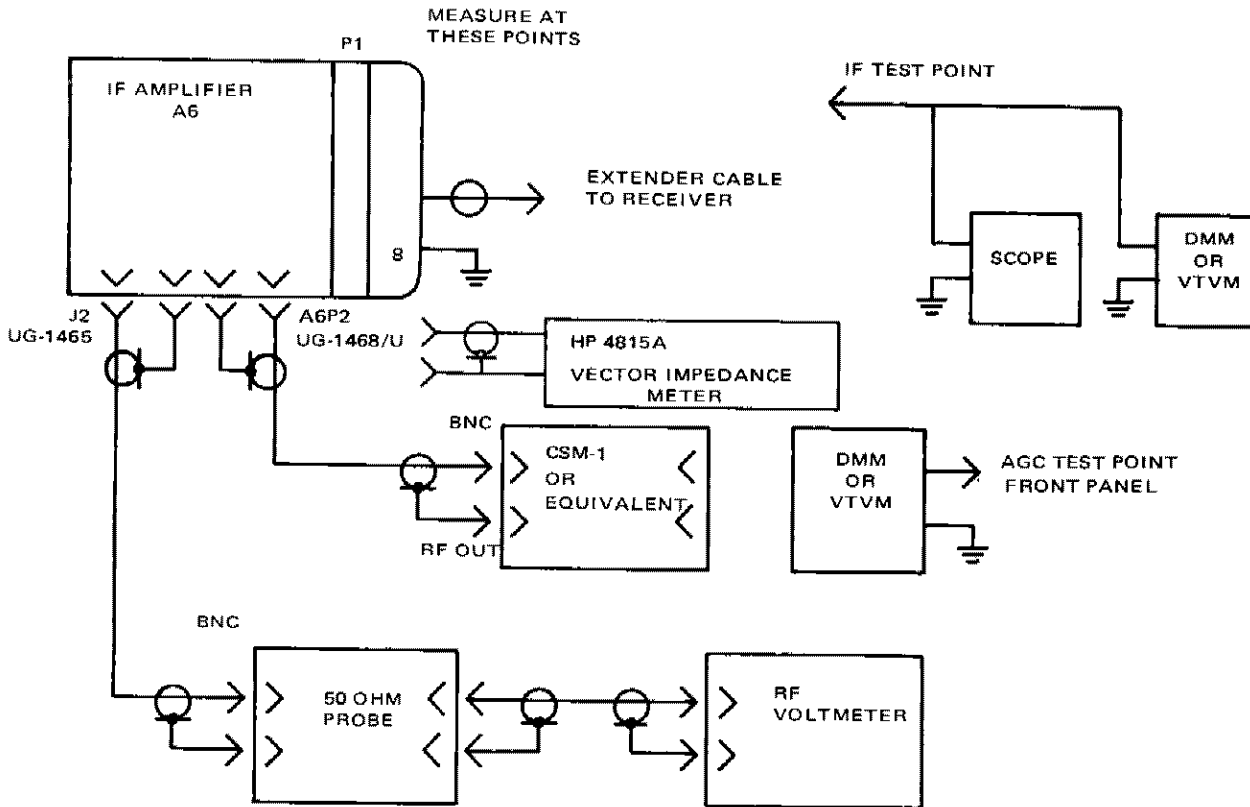 MEASURE AT
THESE POINTS
P1
IF AMPLIFIER
A6
IF TEST POINT
EXTENDER CABLE
TO RECEIVER
8
SCOPE
DMM
OR
VTVM
J2
UG-1465
A6P2
UG-1468/U
HP 4815A
VECTOR IMPEDANCE
METER
BNC
CSM-1
OR
EQUIVALENT
RF OUT
DMM
OR
VTVM
AGC TEST POINT
FRONT PANEL
BNC
50 OHM
PROBE
RF
VOLTMETER